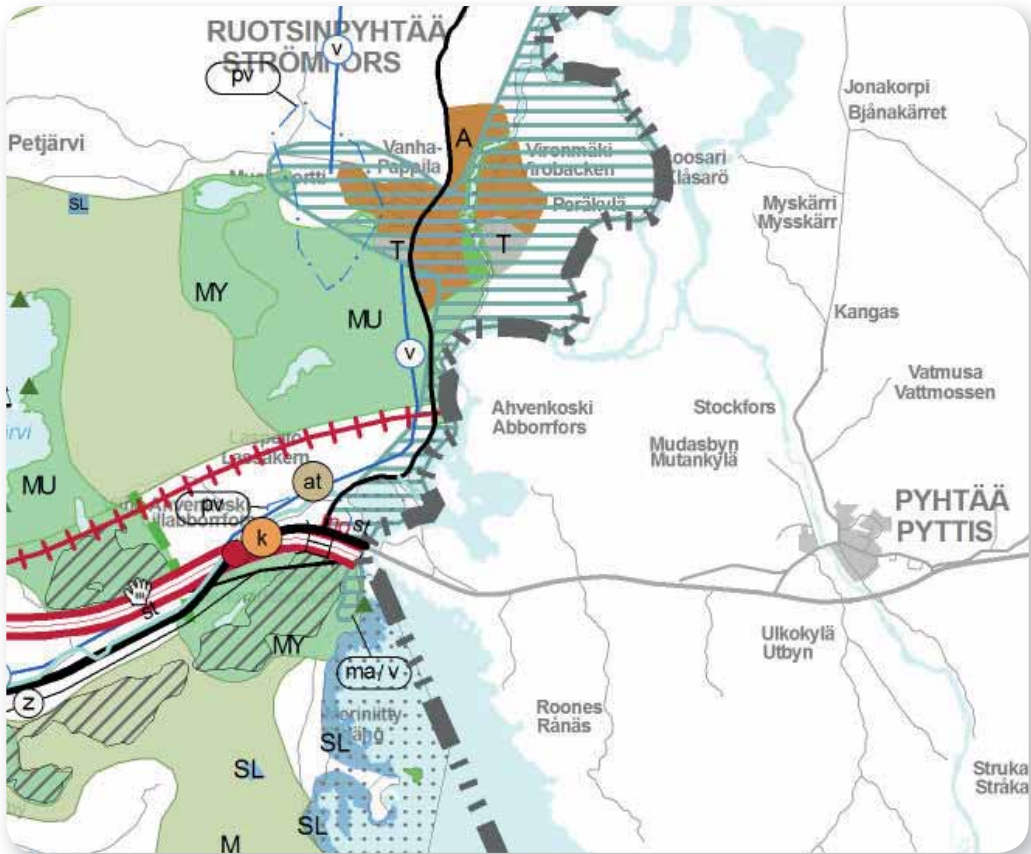 RUOTSINPYHTÄÄ
STRÖMFORS
v
pv
Petjärvi
Vanha-
Pappila
A
Vironmäki
Virobacken
Loosari
Klåsarö
Jonakorpi
Bjånakärret
SL
Peräkylä
Myskärri
Mysskärr
T
T
MY
MU
Kangas
v
Vatmusa
Vattmossen
Ahvenkoski
Abborrfors
Stockfors
Mudasbyn
Mutankylä
MU
at
pv
PYHTÄÄ
PYTTIS
st
k
st
MY
Ulkokylä
Utbyn
ma/v
z
Roones
Rånäs
SL
SL
Struka
Stråka
SL
M